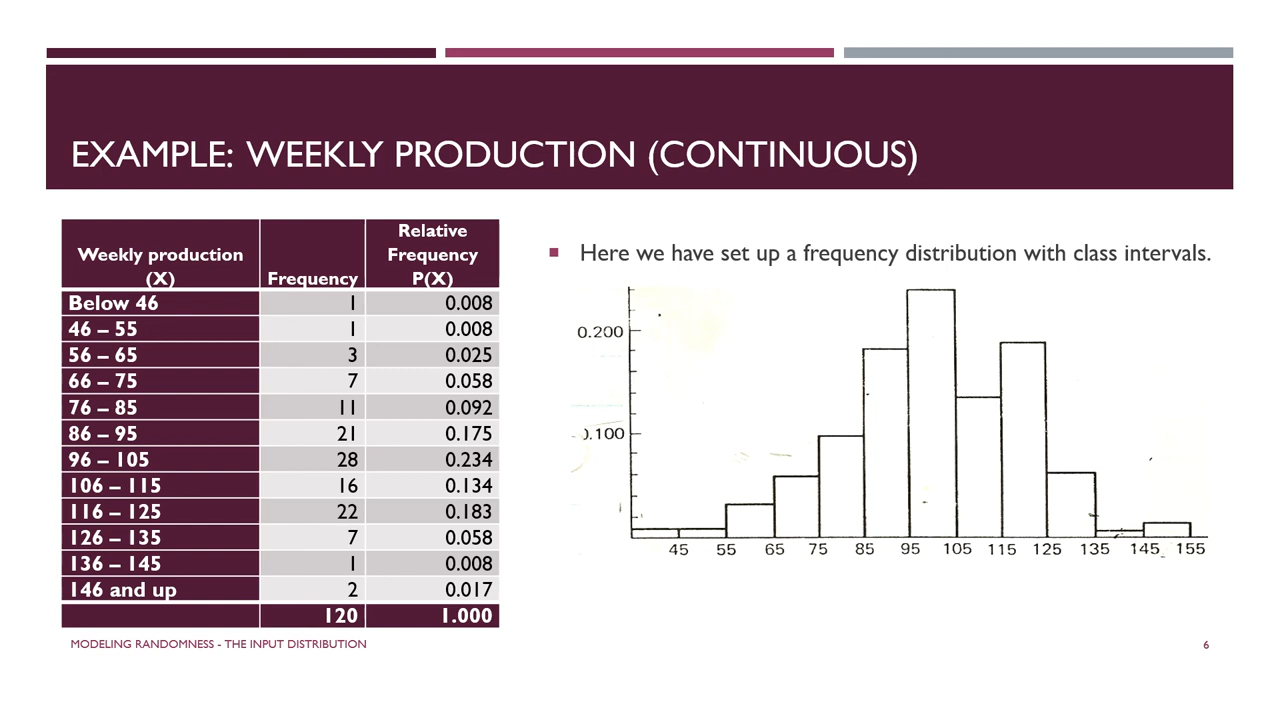 EXAMPLE: WEEKLY PRODUCTION (CONTINUOUS)
Weekly production (X) Frequency Relative Frequency P(X)
Below 46 1 0.008
46 – 55 1 0.008
56 – 65 3 0.025
66 – 75 7 0.058
76 – 85 11 0.092
86 – 95 21 0.175
96 – 105 28 0.234
106 – 115 16 0.134
116 – 125 22 0.183
126 – 135 7 0.058
136 – 145 1 0.008
146 and up 2 0.017
120 1.000
Here we have set up a frequency distribution with class intervals.
0.200
0.100
45 55 65 75 85 95 105 115 125 135 145 155
MODELING RANDOMNESS - THE INPUT DISTRIBUTION
6